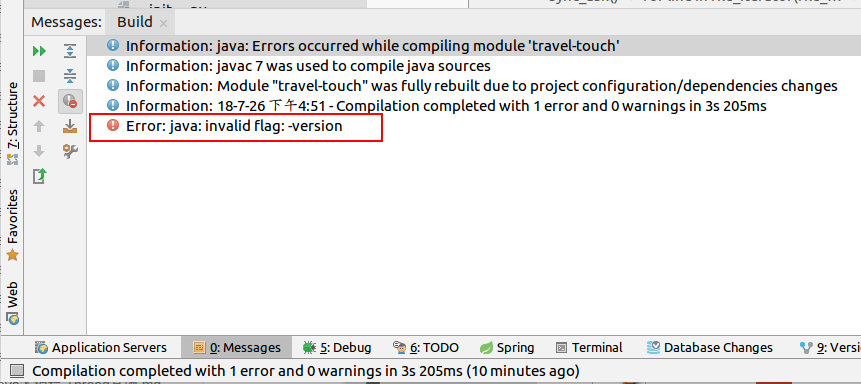 Messages: Build
Information: java: Errors occurred while compiling module 'travel-touch'
Information: javac 7 was used to compile java sources
Information: Module "travel-touch" was fully rebuilt due to project configuration/dependencies changes
Information: 18-7-26 下午4:51 - Compilation completed with 1 error and 0 warnings in 3s 205ms
Error: java: invalid flag: -version
7: Structure
Favorites
Web
Application Servers 0: Messages 5: Debug 6: TODO Spring Terminal Database Changes 9: Versi
Compilation completed with 1 error and 0 warnings in 3s 205ms (10 minutes ago)